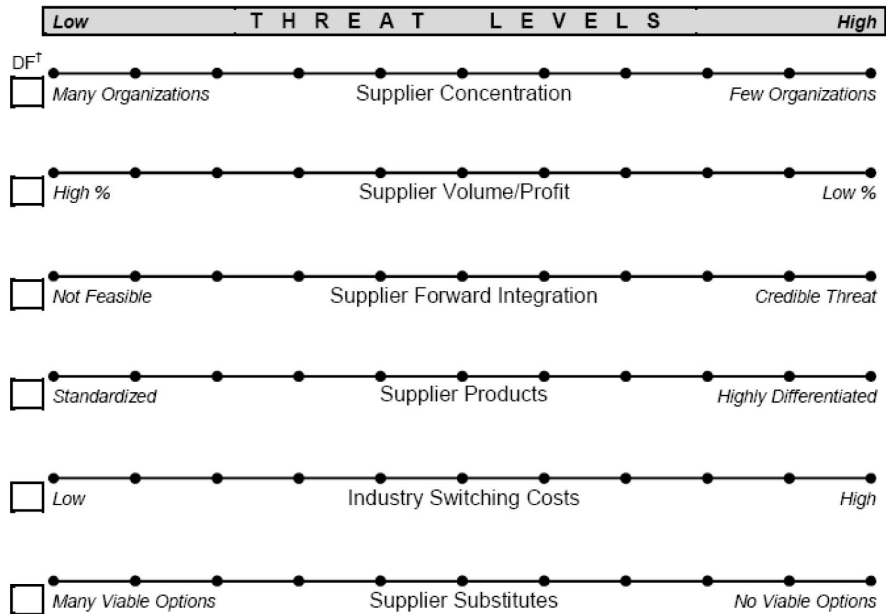 Low THREAT LEVELS High
DF†
Many Organizations Supplier Concentration Few Organizations
High % Supplier Volume/Profit Low %
Not Feasible Supplier Forward Integration Credible Threat
Standardized Supplier Products Highly Differentiated
Low Industry Switching Costs High
Many Viable Options Supplier Substitutes No Viable Options